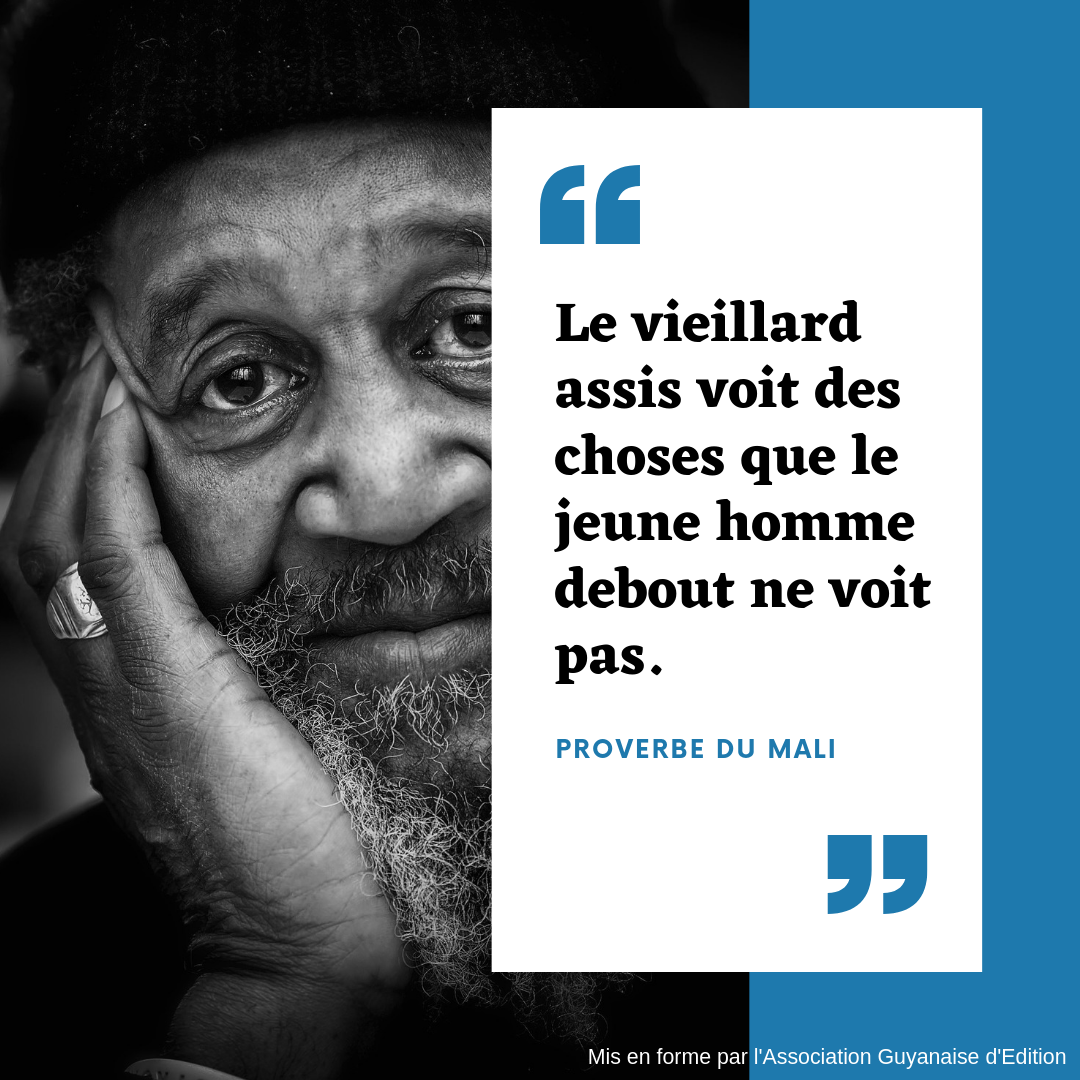 “
Le vieillard
assis voit des
choses que le
jeune homme
debout ne voit
pas.
PROVERBE DU MALI
”
Mis en forme par l'Association Guyanaise d'Edition